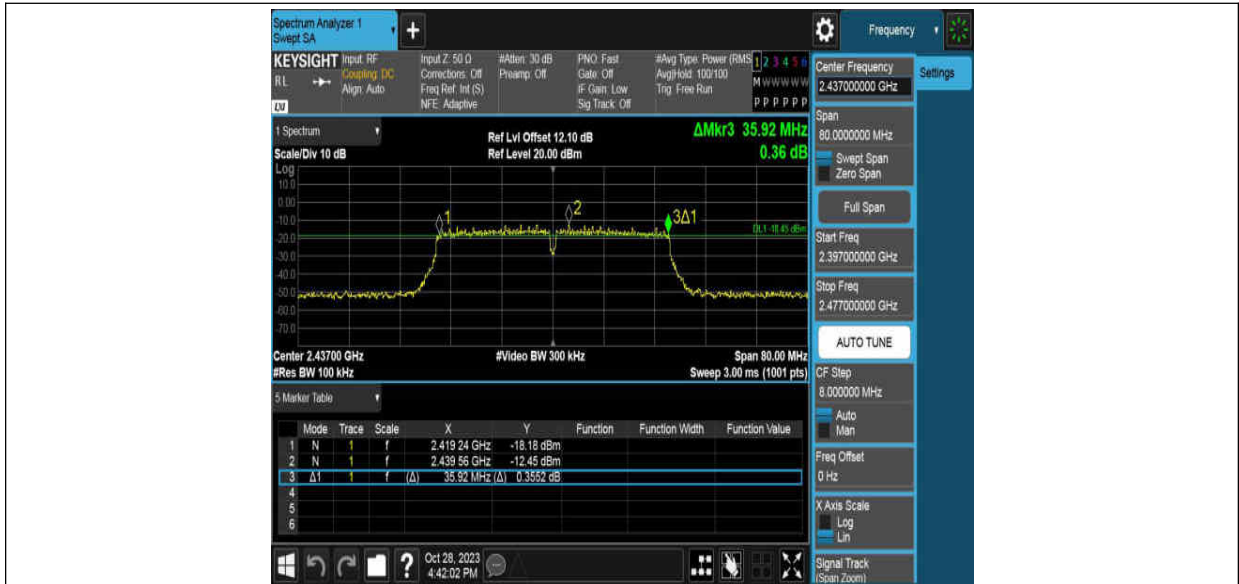 Spectrum Analyzer 1
Swept SA
+
Frequency
KEYSIGHT
RL
LXI
Input: RF
Coupling: DC
Align: Auto
Input Z: 50 Ω
Corrections: Off
Freq Ref: Int (S)
NFE: Adaptive
#Atten: 30 dB
Preamp: Off
PNO: Fast
Gate: Off
IF Gain: Low
Sig Track: Off
#Avg Type: Power (RMS
Avg|Hold: 100/100
Trig: Free Run
1 2 3 4 5 6
M W W W W W
P P P P P P
Center Frequency
2.437000000 GHz
Settings
Span
80.0000000 MHz
Swept Span
Zero Span
Full Span
Start Freq
2.397000000 GHz
Stop Freq
2.477000000 GHz
AUTO TUNE
CF Step
8.000000 MHz
Auto
Man
Freq Offset
0 Hz
X Axis Scale
Log
Lin
Signal Track
(Span Zoom)
1 Spectrum
Scale/Div 10 dB
Ref Lvl Offset 12.10 dB
Ref Level 20.00 dBm
ΔMkr3 35.92 MHz
0.36 dB
Log
10.0
0.00
-10.0
-20.0
-30.0
-40.0
-50.0
-60.0
-70.0
1
2
3Δ1
DL1 -18.45 dBm
Center 2.43700 GHz
#Video BW 300 kHz
Span 80.00 MHz
#Res BW 100 kHz
Sweep 3.00 ms (1001 pts)
5 Marker Table
Mode Trace Scale X Y Function Function Width Function Value
1 N 1 f 2.419 24 GHz -18.18 dBm
2 N 1 f 2.439 56 GHz -12.45 dBm
3 Δ1 1 f (Δ) 35.92 MHz (Δ) 0.3552 dB
4
5
6
?
Oct 28, 2023
4:42:02 PM